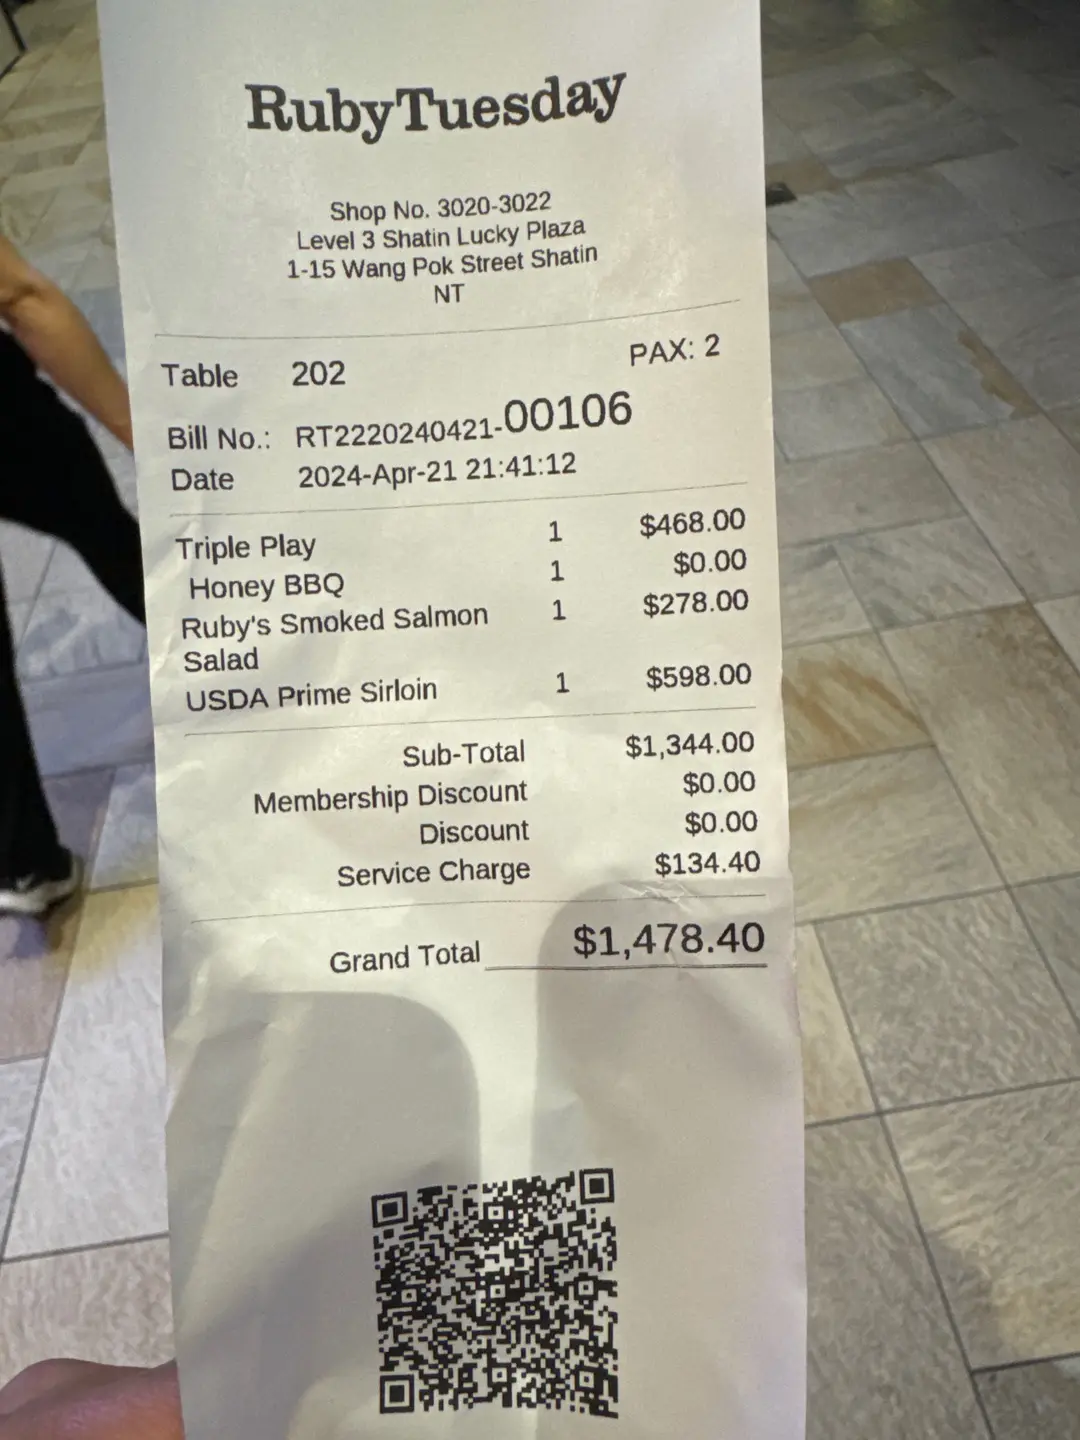 RubyTuesday
Shop No. 3020-3022
Level 3 Shatin Lucky Plaza
1-15 Wang Pok Street Shatin
NT
Table 202 PAX: 2
Bill No.: RT2220240421-00106
Date 2024-Apr-21 21:41:12
Triple Play 1 $468.00
Honey BBQ 1 $0.00
Ruby's Smoked Salmon 1 $278.00
Salad
USDA Prime Sirloin 1 $598.00
Sub-Total $1,344.00
Membership Discount $0.00
Discount $0.00
Service Charge $134.40
Grand Total $1,478.40